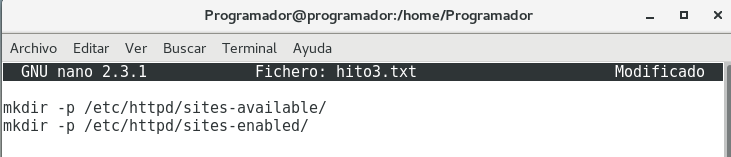 Programador@programador:/home/Programador
Archivo Editar Ver Buscar Terminal Ayuda
GNU nano 2.3.1 Fichero: hito3.txt Modificado
mkdir -p /etc/httpd/sites-available/
mkdir -p /etc/httpd/sites-enabled/